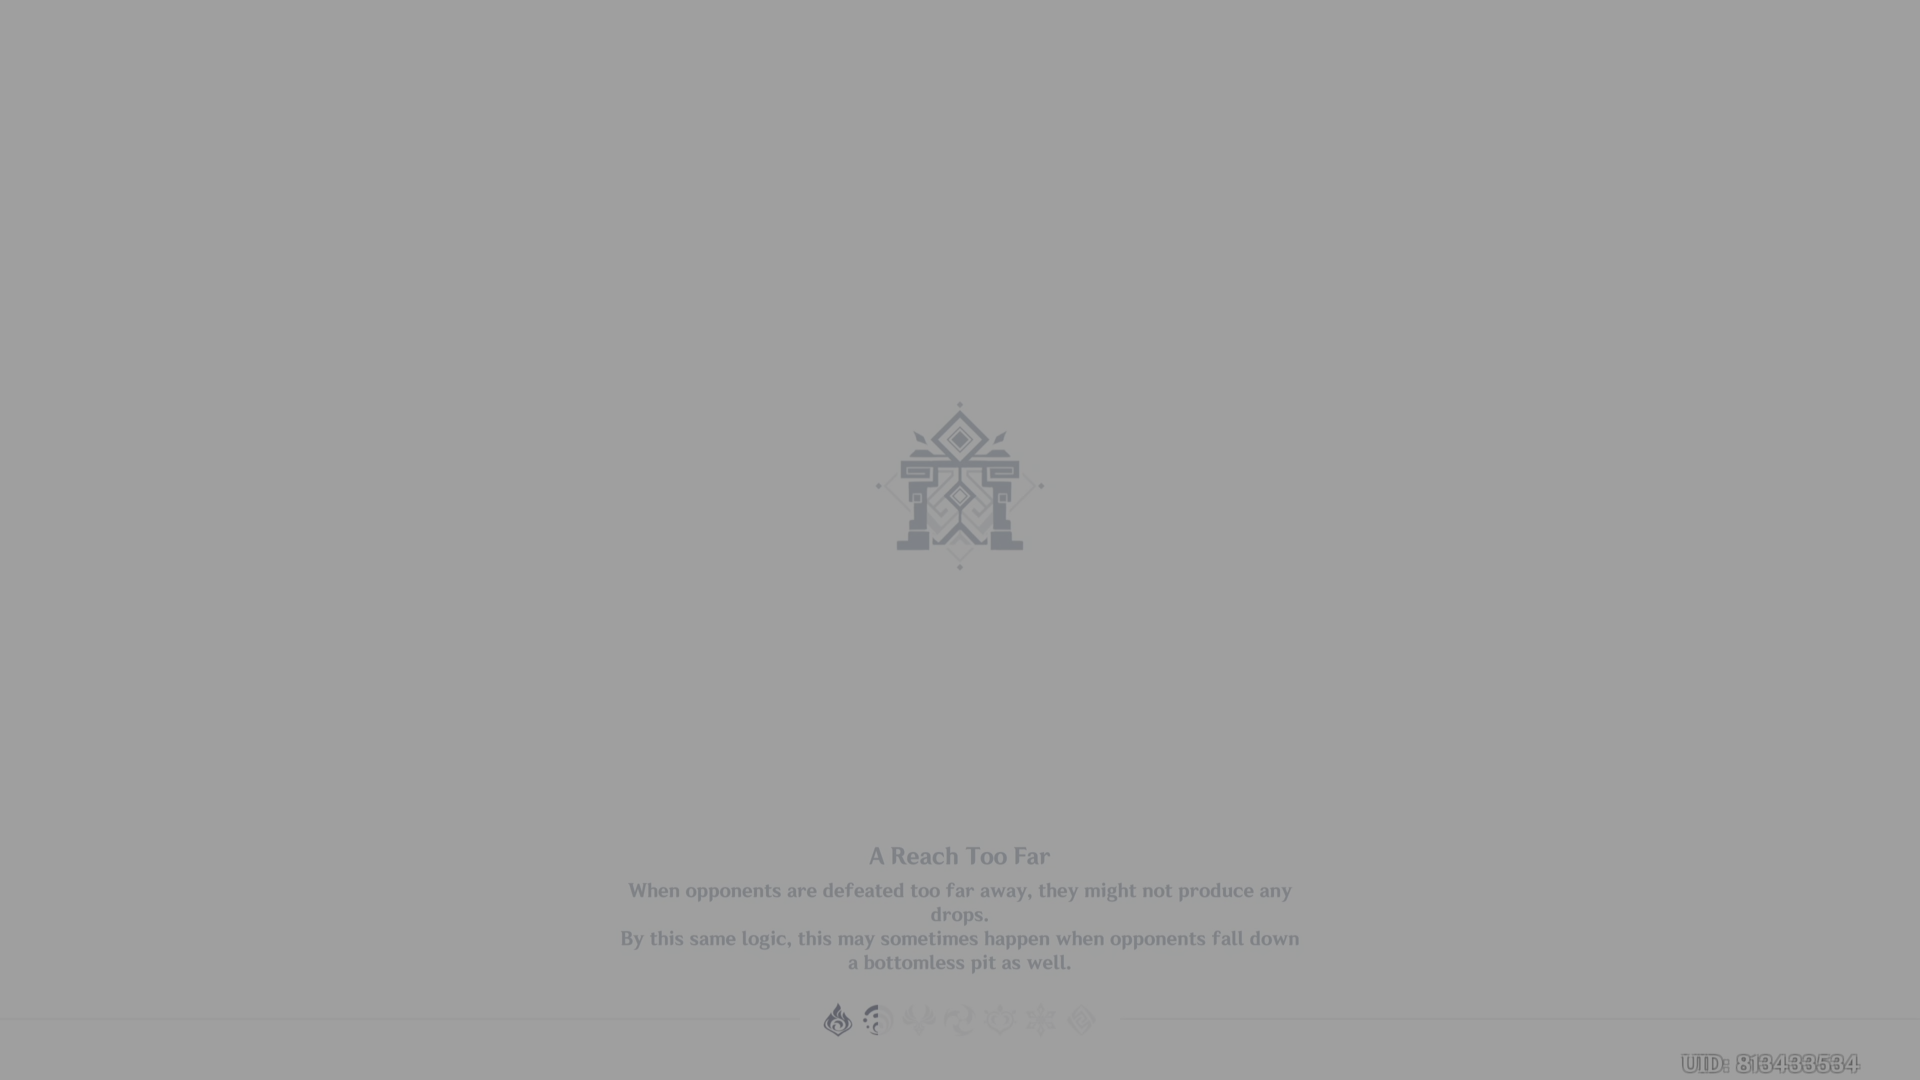 A Reach Too Far
When opponents are defeated too far away, they might not produce any
drops.
By this same logic, this may sometimes happen when opponents fall down
a bottomless pit as well.
UID: 813433534